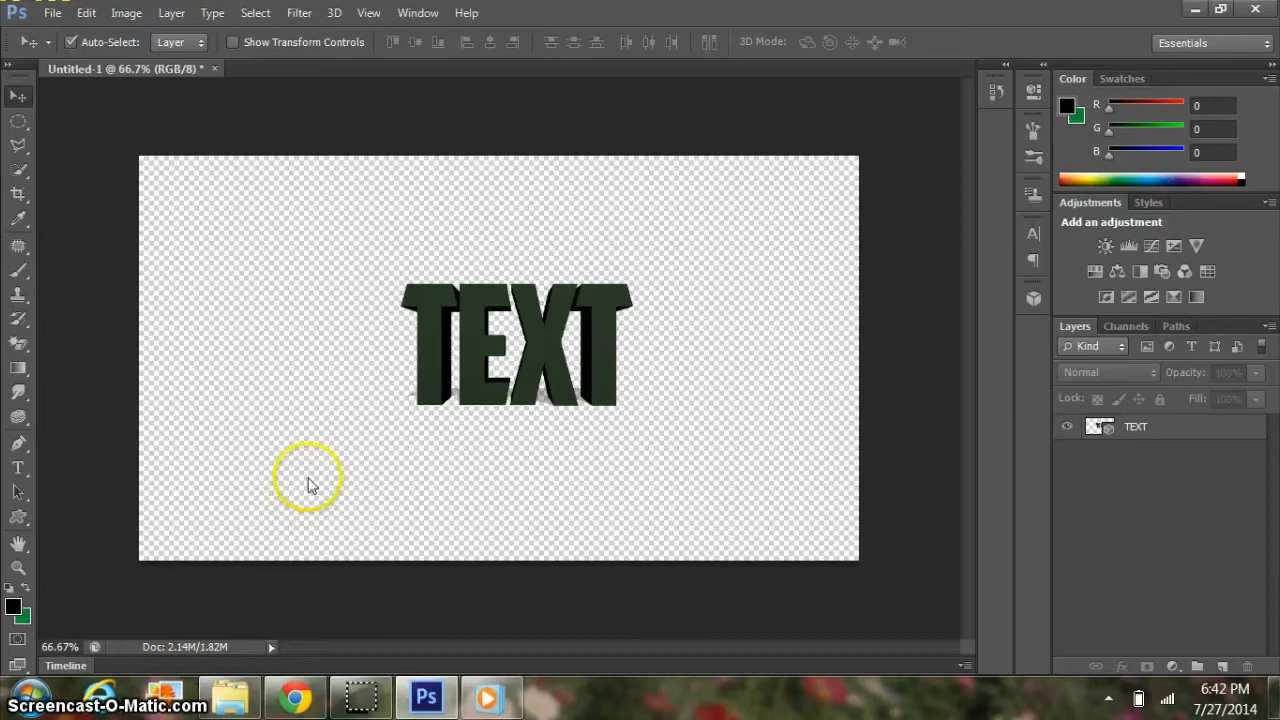 Ps File Edit Image Layer Type Select Filter 3D View Window Help
Auto-Select: Layer Show Transform Controls 3D Mode: Essentials
Untitled-1 @ 66.7% (RGB/8) * ×
Color Swatches
R 0
G 0
B 0
Adjustments Styles
Add an adjustment
TEXT
Layers Channels Paths
Kind
Normal Opacity: 100%
Lock: Fill: 100%
TEXT
66.67% Doc: 2.14M/1.82M
Timeline
Ps
6:42 PM
7/27/2014
Screencast-O-Matic.com